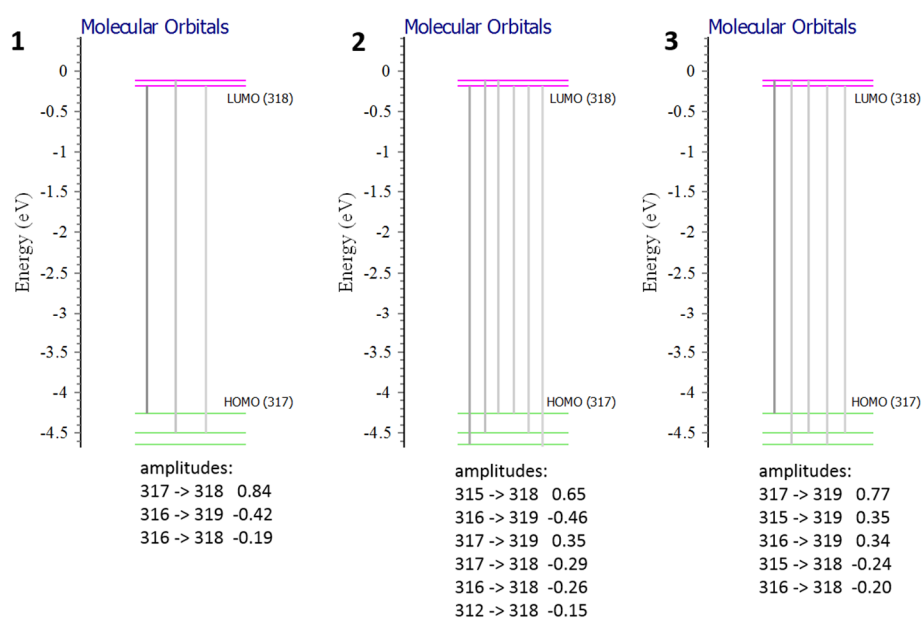 1
Molecular Orbitals
0
-0.5
-1
-1.5
-2
-2.5
-3
-3.5
-4
-4.5
Energy (eV)
LUMO (318)
HOMO (317)
amplitudes:
317 -> 318 0.84
316 -> 319 -0.42
316 -> 318 -0.19
2
Molecular Orbitals
0
-0.5
-1
-1.5
-2
-2.5
-3
-3.5
-4
-4.5
Energy (eV)
LUMO (318)
HOMO (317)
amplitudes:
315 -> 318 0.65
316 -> 319 -0.46
317 -> 319 0.35
317 -> 318 -0.29
316 -> 318 -0.26
312 -> 318 -0.15
3
Molecular Orbitals
0
-0.5
-1
-1.5
-2
-2.5
-3
-3.5
-4
-4.5
Energy (eV)
LUMO (318)
HOMO (317)
amplitudes:
317 -> 319 0.77
315 -> 319 0.35
316 -> 319 0.34
315 -> 318 -0.24
316 -> 318 -0.20